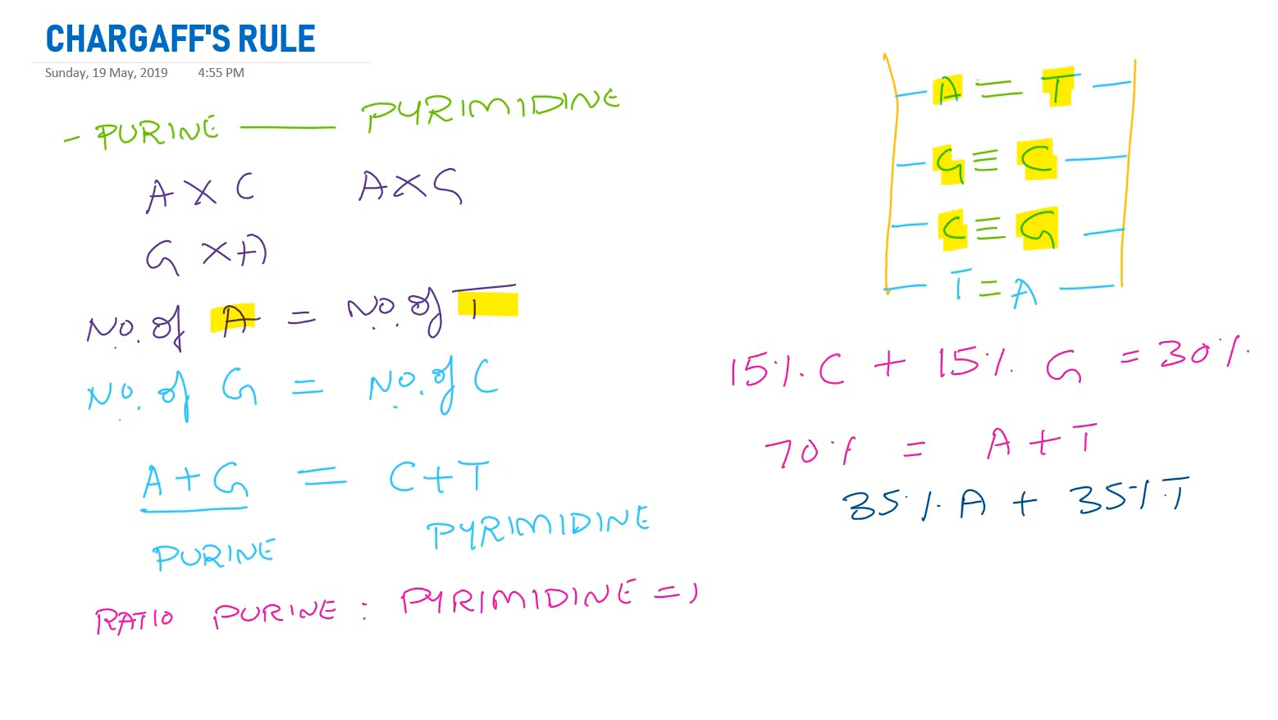 CHARGAFF'S RULE
Sunday, 19 May, 2019 4:55 PM
- PURINE —— PYRIMIDINE
A X C A X G
G X A
No. of A = No. of T
No. of G = No. of C
A + G = C + T
PURINE PYRIMIDINE
RATIO PURINE : PYRIMIDINE = 1
A = T
G ≡ C
C ≡ G
T = A
15% C + 15% G = 30%.
70% = A + T
35% A + 35% T